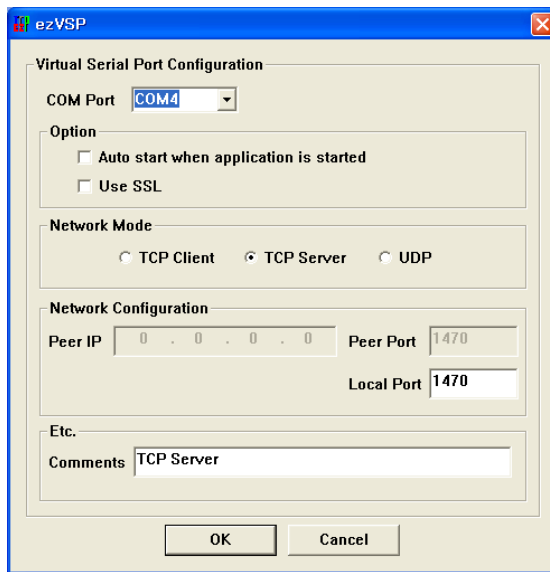 ezVSP
Virtual Serial Port Configuration
COM Port COM4
Option
Auto start when application is started
Use SSL
Network Mode
TCP Client TCP Server UDP
Network Configuration
Peer IP 0 . 0 . 0 . 0 Peer Port 1470
Local Port 1470
Etc.
Comments TCP Server
OK Cancel